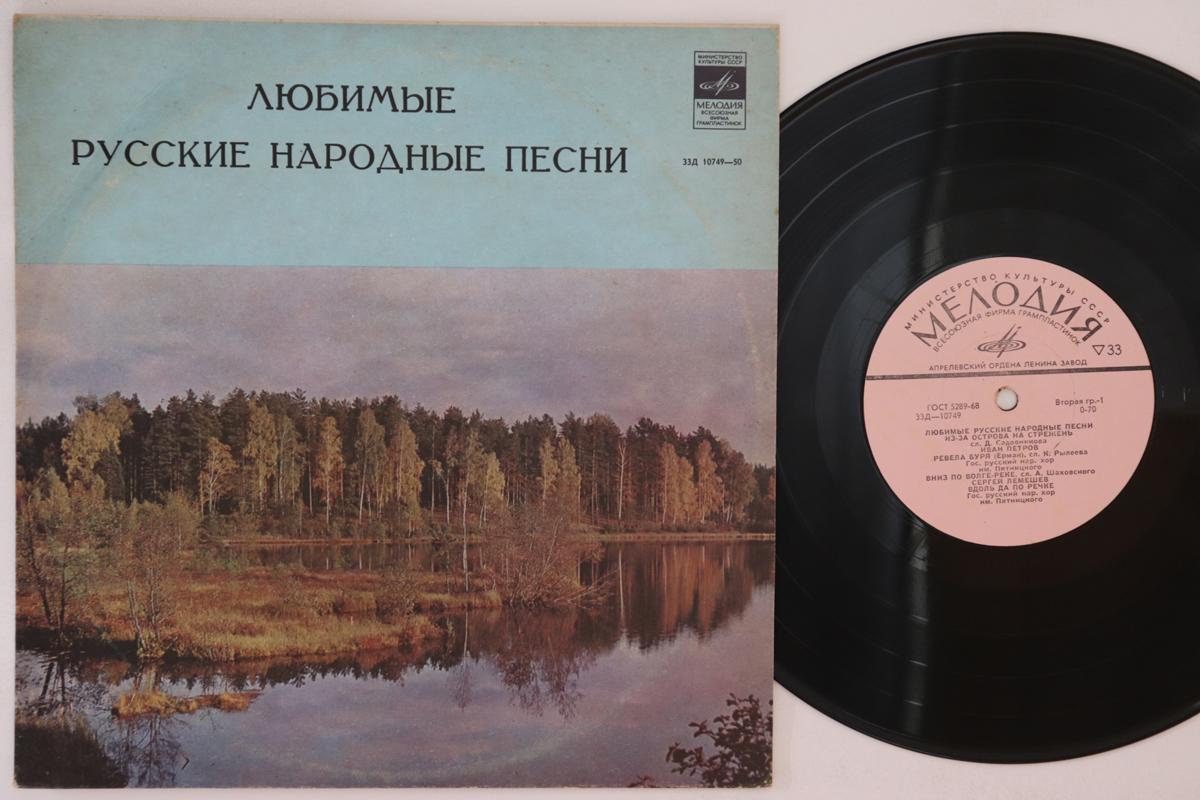 ЛЮБИМЫЕ
РУССКИЕ НАРОДНЫЕ ПЕСНИ
МИНИСТЕРСТВО
КУЛЬТУРЫ СССР
МЕЛОДИЯ
ВСЕСОЮЗНАЯ
ФИРМА
ГРАМПЛАСТИНОК
33Д 10749—50
МИНИСТЕРСТВО КУЛЬТУРЫ СССР
МЕЛОДИЯ
ВСЕСОЮЗНАЯ ФИРМА ГРАМПЛАСТИНОК
▽33
АПРЕЛЕВСКИЙ ОРДЕНА ЛЕНИНА ЗАВОД
ГОСТ 5289-68
33Д—10749
Вторая гр.-1
0-70
ЛЮБИМЫЕ РУССКИЕ НАРОДНЫЕ ПЕСНИ
ИЗ-ЗА ОСТРОВА НА СТРЕЖЕНЬ
сл. Д. Садовникова
ИВАН ПЕТРОВ
РЕВЕЛА БУРЯ (Ермак), сл. К. Рылеева
Гос. русский нар. хор
им. Пятницкого
ВНИЗ ПО ВОЛГЕ-РЕКЕ, сл. А. Шаховского
СЕРГЕЙ ЛЕМЕШЕВ
ВДОЛЬ ДА ПО РЕЧКЕ
Гос. русский нар. хор
им. Пятницкого